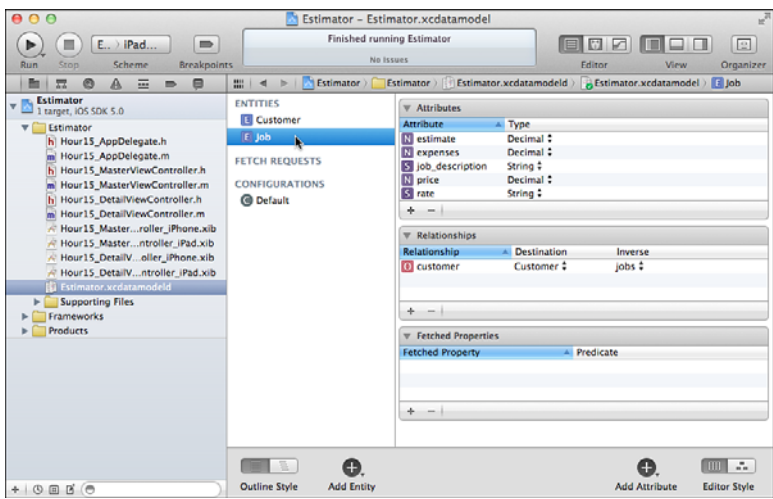 Estimator – Estimator.xcdatamodel
E.. 〉 iPad...
Finished running Estimator
No Issues
Run Stop Scheme Breakpoints Editor View Organizer
Estimator 〉 Estimator 〉 Estimator.xcdatamodeld 〉 Estimator.xcdatamodel 〉 E Job
Estimator
1 target, iOS SDK 5.0
Estimator
h Hour15_AppDelegate.h
m Hour15_AppDelegate.m
h Hour15_MasterViewController.h
m Hour15_MasterViewController.m
h Hour15_DetailViewController.h
m Hour15_DetailViewController.m
Hour15_Master...roller_iPhone.xib
Hour15_Master...ntroller_iPad.xib
Hour15_DetailV...oller_iPhone.xib
Hour15_DetailV...ntroller_iPad.xib
Estimator.xcdatamodeld
Supporting Files
Frameworks
Products
ENTITIES
E Customer
E Job
FETCH REQUESTS
CONFIGURATIONS
C Default
Attributes
Attribute Type
N estimate Decimal
N expenses Decimal
S job_description String
N price Decimal
S rate String
+ −
Relationships
Relationship Destination Inverse
O customer Customer jobs
+ −
Fetched Properties
Fetched Property Predicate
+ −
Outline Style Add Entity Add Attribute Editor Style